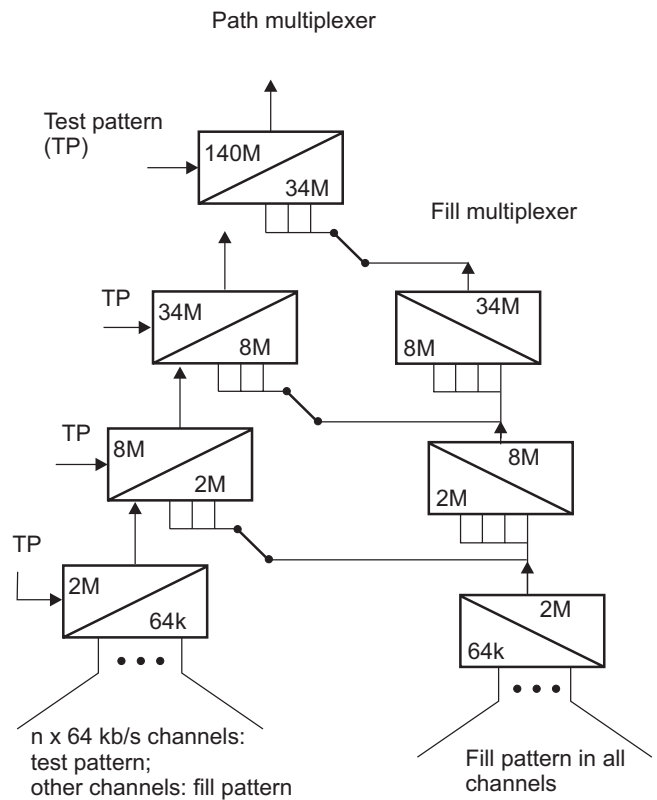 Path multiplexer
Test pattern
(TP)
140M
34M
Fill multiplexer
TP
34M
8M
34M
8M
TP
8M
2M
8M
2M
TP
2M
64k
2M
64k
n x 64 kb/s channels:
test pattern;
other channels: fill pattern
Fill pattern in all
channels